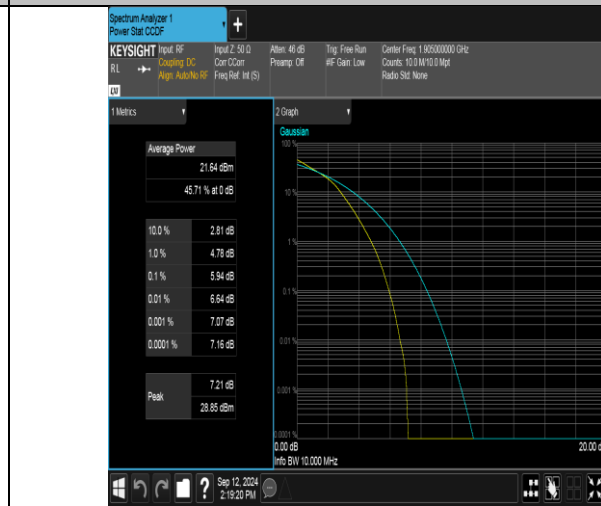 Spectrum Analyzer 1
Power Stat CCDF
+
KEYSIGHT Input: RF Input Z: 50 Ω Atten: 46 dB Trig: Free Run Center Freq: 1.905000000 GHz
RL Coupling: DC Corr CCorr Preamp: Off #IF Gain: Low Counts: 10.0 M/10.0 Mpt
Align: Auto/No RF Freq Ref: Int (S) Radio Std: None
1 Metrics
2 Graph
Gaussian
Average Power
21.64 dBm
45.71 % at 0 dB
10.0 % 2.81 dB
1.0 % 4.78 dB
0.1 % 5.94 dB
0.01 % 6.64 dB
0.001 % 7.07 dB
0.0001 % 7.16 dB
Peak 7.21 dB
28.85 dBm
100 %
10 %
1 %
0.1 %
0.01 %
0.001 %
0.0001 %
0.00 dB 20.00 d
Info BW 10.000 MHz
?
Sep 12, 2024
2:19:20 PM